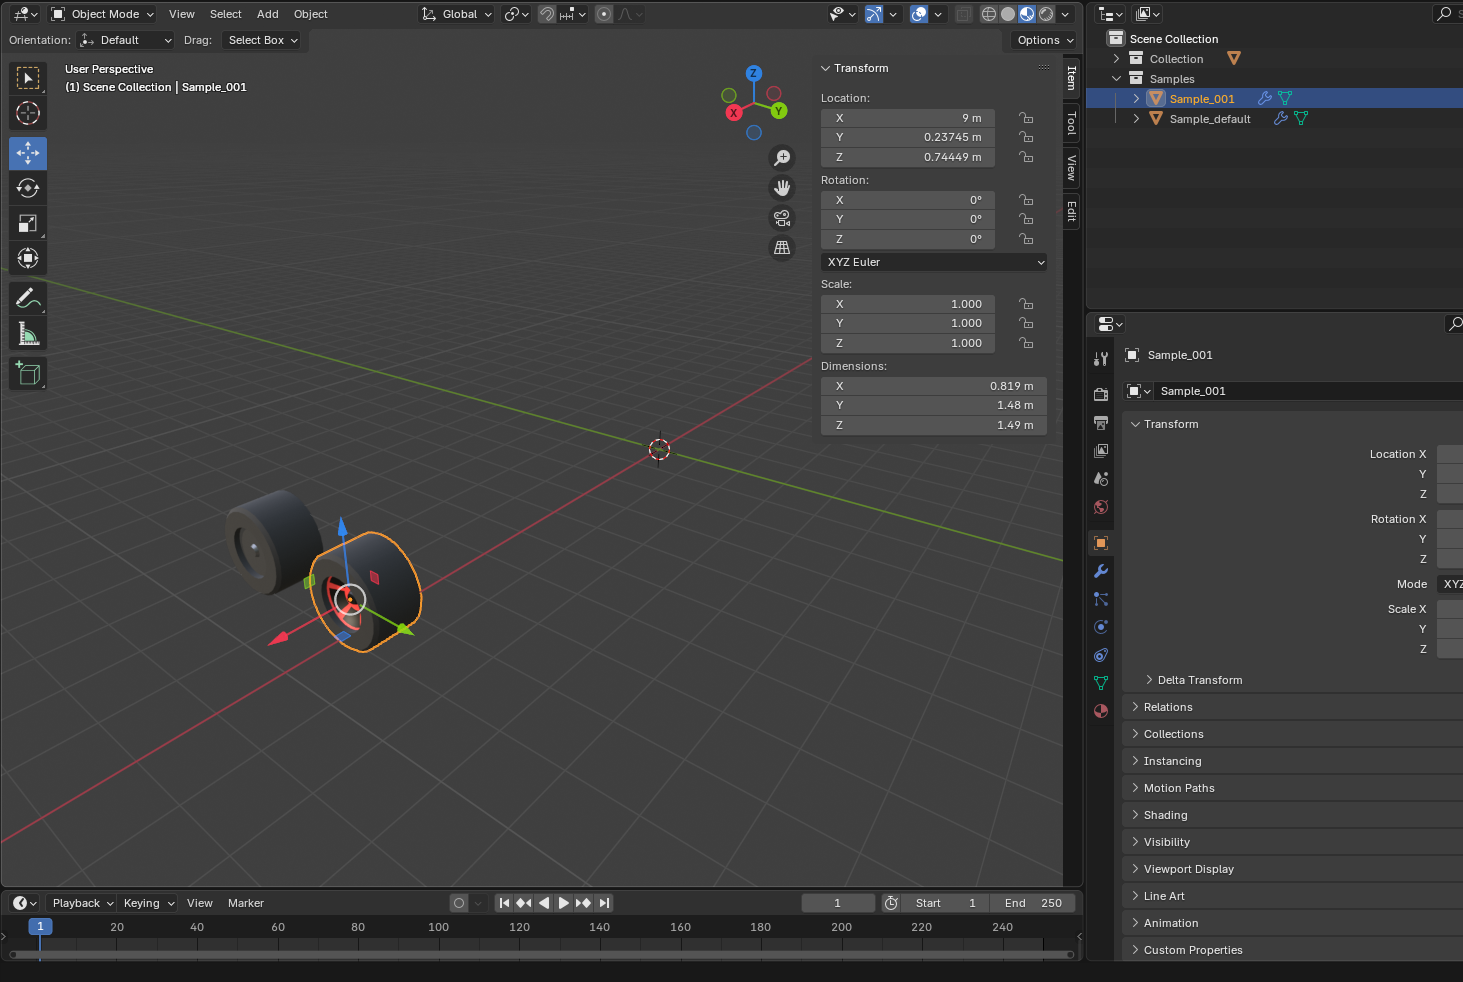 Object Mode View Select Add Object Global
Orientation: Default Drag: Select Box Options
User Perspective
(1) Scene Collection | Sample_001
Z
X
Y
Transform
Location:
X 9 m
Y 0.23745 m
Z 0.74449 m
Rotation:
X 0°
Y 0°
Z 0°
XYZ Euler
Scale:
X 1.000
Y 1.000
Z 1.000
Dimensions:
X 0.819 m
Y 1.48 m
Z 1.49 m
Item
Tool
View
Edit
Scene Collection
Collection
Samples
Sample_001
Sample_default
Sample_001
Sample_001
Transform
Location X
Y
Z
Rotation X
Y
Z
Mode XYZ
Scale X
Y
Z
Delta Transform
Relations
Collections
Instancing
Motion Paths
Shading
Visibility
Viewport Display
Line Art
Animation
Custom Properties
Playback Keying View Marker 1 Start 1 End 250
1 20 40 60 80 100 120 140 160 180 200 220 240